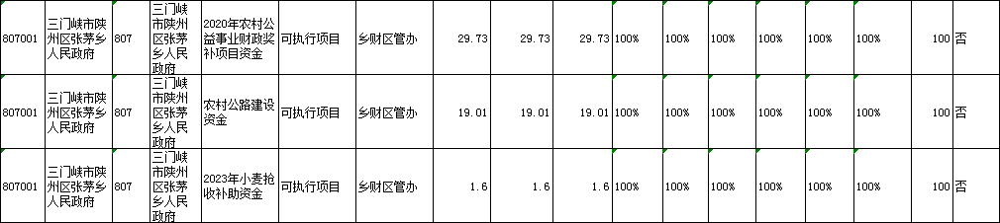 807001 三门峡市陕州区张茅乡人民政府 807 三门峡市陕州区张茅乡人民政府 2020年农村公益事业财政奖补项目资金 可执行项目 乡财区管办 29.73 29.73 29.73 100% 100% 100% 100% 100% 100% 100 否
807001 三门峡市陕州区张茅乡人民政府 807 三门峡市陕州区张茅乡人民政府 农村公路建设资金 可执行项目 乡财区管办 19.01 19.01 19.01 100% 100% 100% 100% 100% 100% 100 否
807001 三门峡市陕州区张茅乡人民政府 807 三门峡市陕州区张茅乡人民政府 2023年小麦抢收补助资金 可执行项目 乡财区管办 1.6 1.6 1.6 100% 100% 100% 100% 100% 100% 100 否